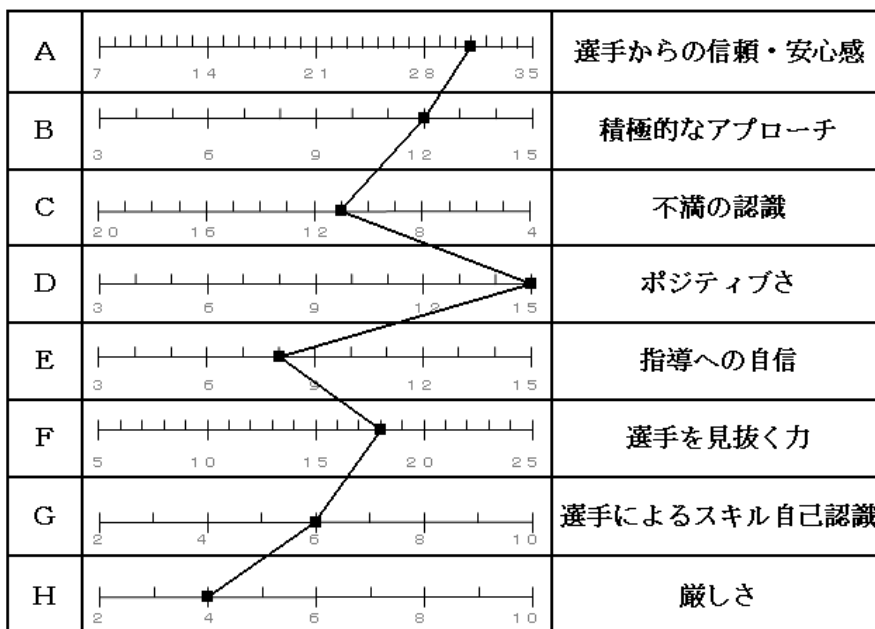 A 7 14 21 28 35 選手からの信頼・安心感
B 3 6 9 12 15 積極的なアプローチ
C 20 16 12 8 4 不満の認識
D 3 6 9 12 15 ポジティブさ
E 3 6 9 12 15 指導への自信
F 5 10 15 20 25 選手を見抜く力
G 2 4 6 8 10 選手によるスキル自己認識
H 2 4 6 8 10 厳しさ